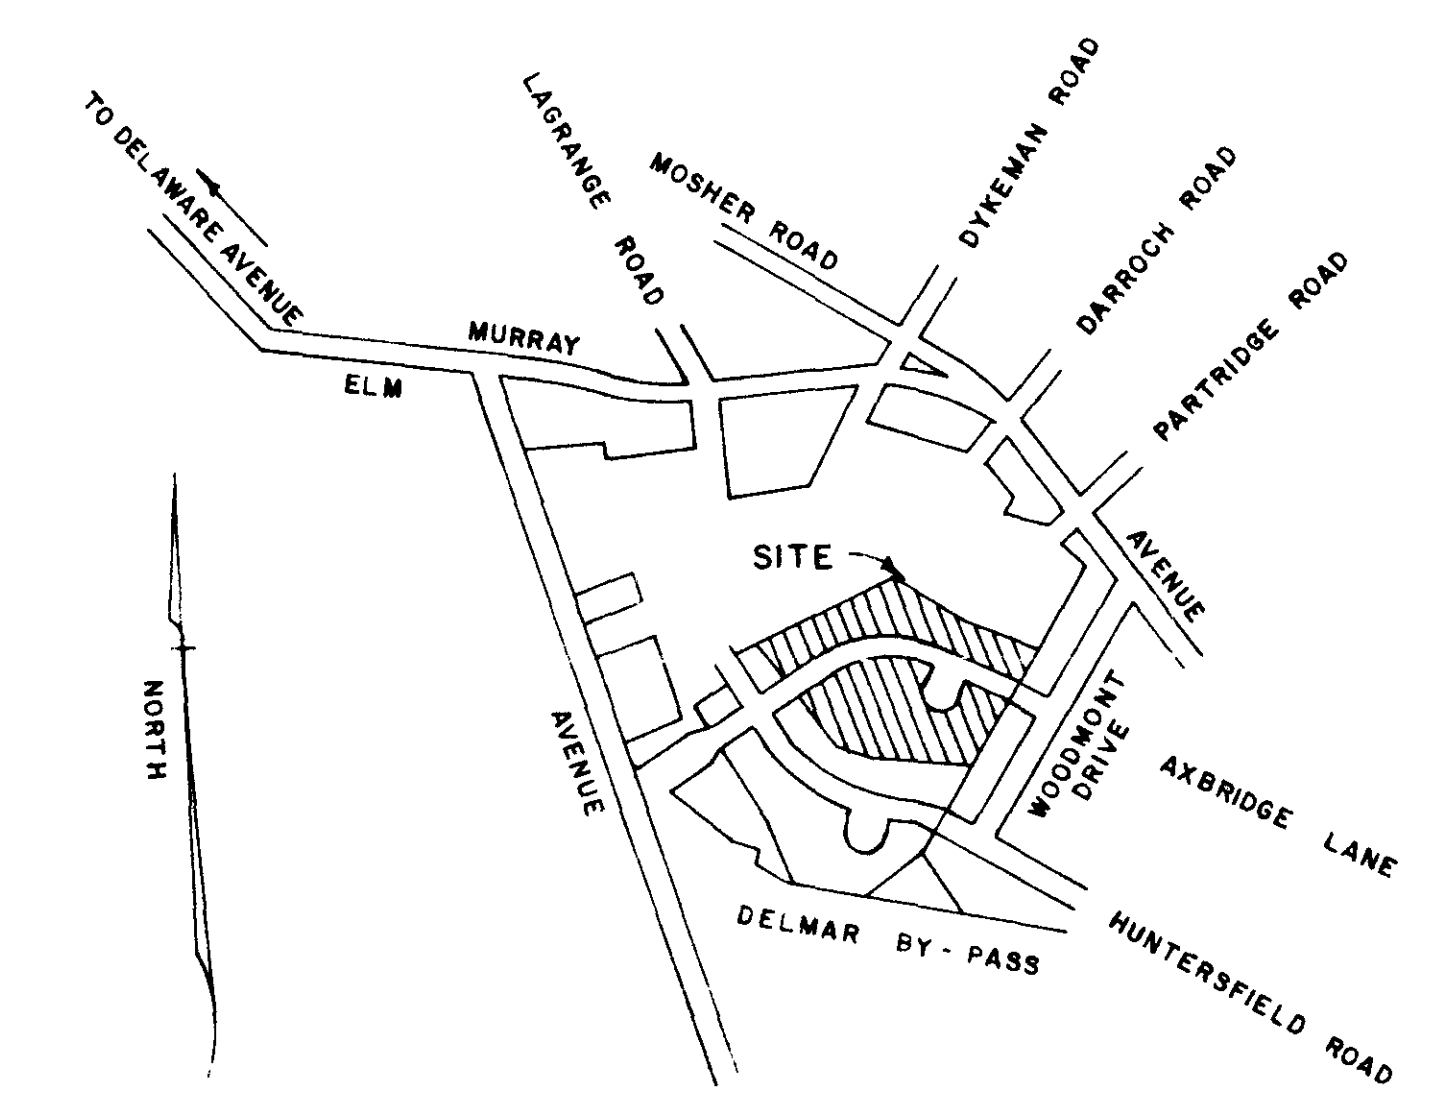 TO DELAWARE AVENUE
LAGRANGE ROAD
MOSHER ROAD
DYKEMAN ROAD
DARROCH ROAD
PARTRIDGE ROAD
MURRAY
ELM
AVENUE
SITE
NORTH
AVENUE
WOODMONT
DRIVE
AXBRIDGE LANE
HUNTERSFIELD ROAD
DELMAR BY-PASS